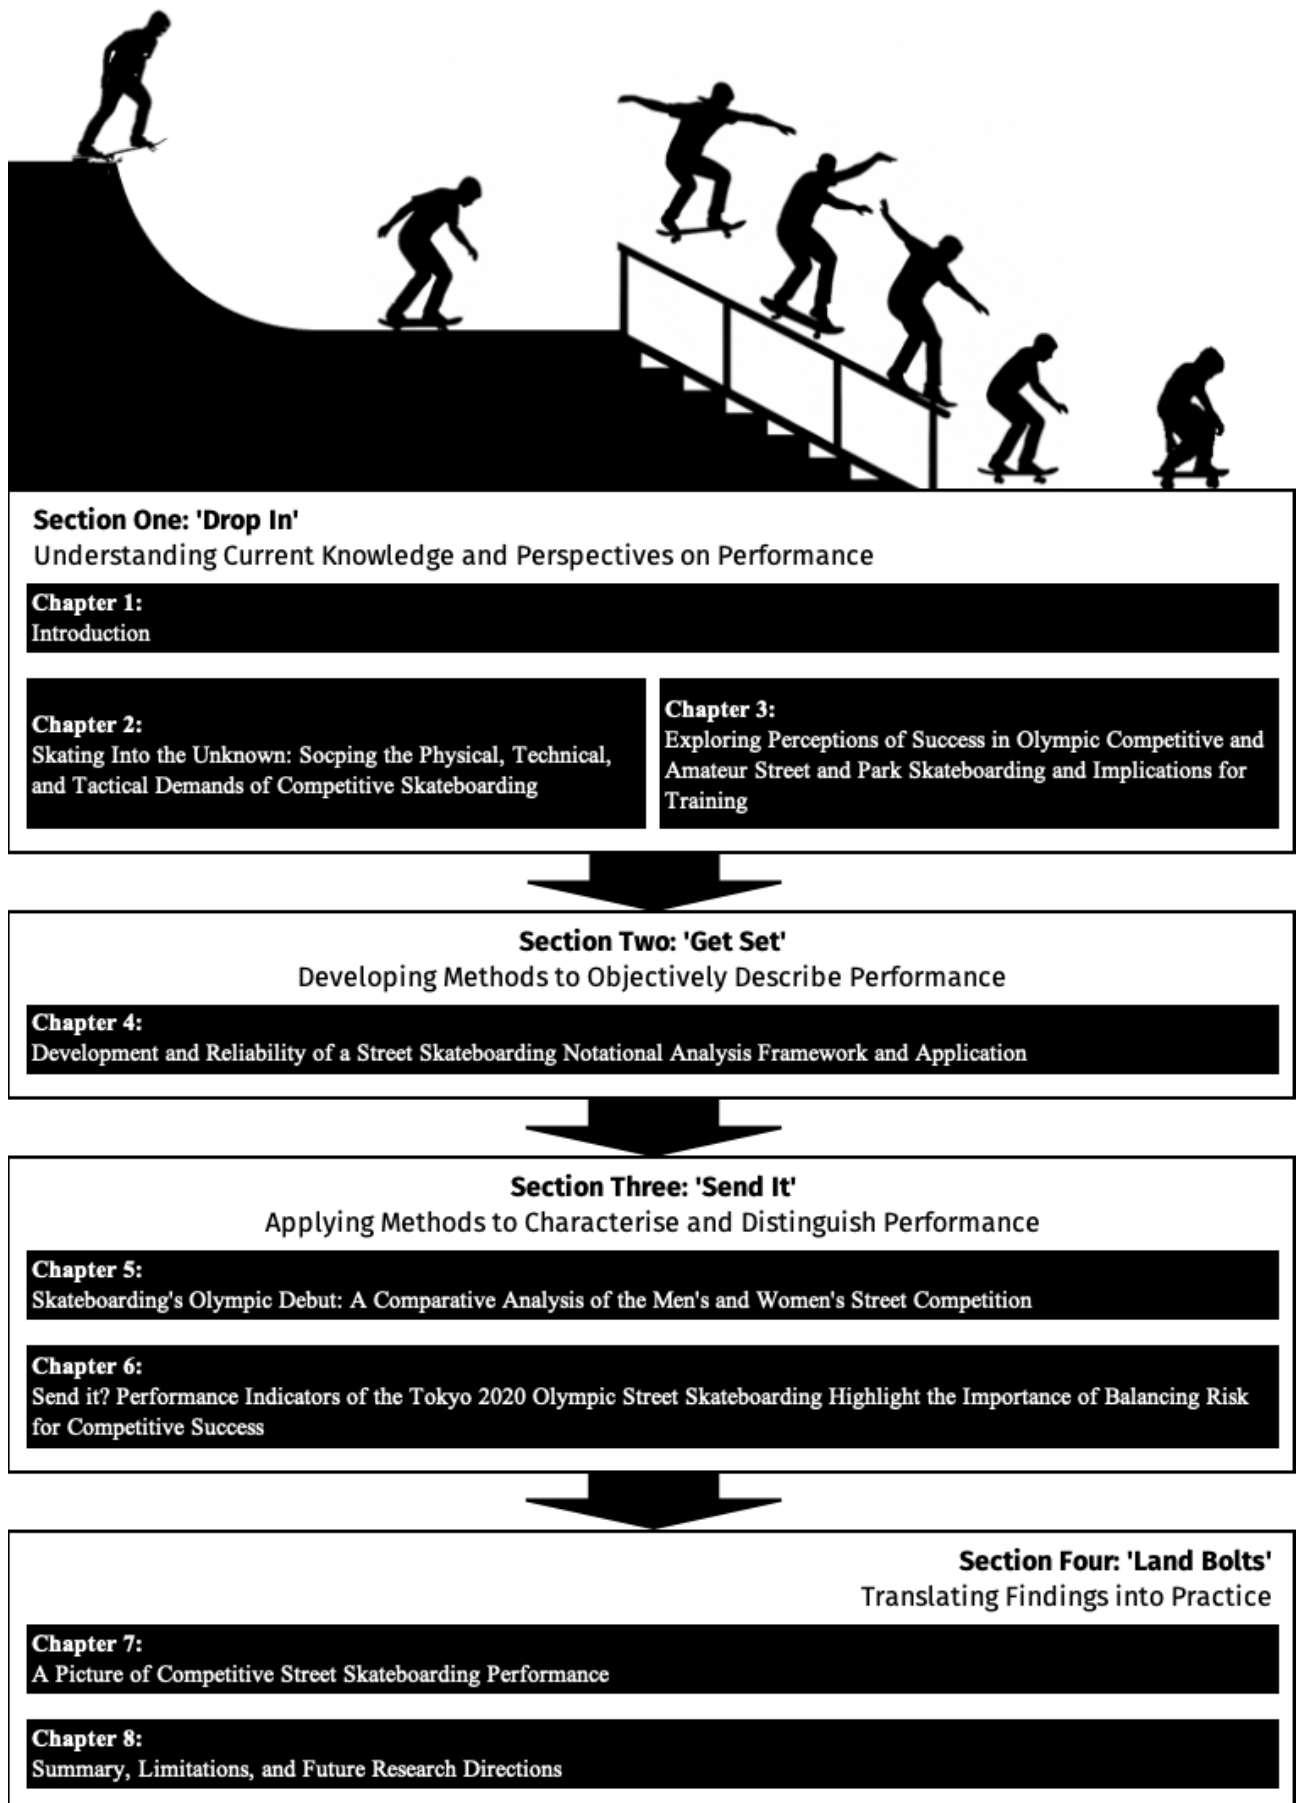 Section One: 'Drop In'
Understanding Current Knowledge and Perspectives on Performance
Chapter 1:
Introduction
Chapter 2:
Skating Into the Unknown: Socping the Physical, Technical,
and Tactical Demands of Competitive Skateboarding
Chapter 3:
Exploring Perceptions of Success in Olympic Competitive and
Amateur Street and Park Skateboarding and Implications for
Training
Section Two: 'Get Set'
Developing Methods to Objectively Describe Performance
Chapter 4:
Development and Reliability of a Street Skateboarding Notational Analysis Framework and Application
Section Three: 'Send It'
Applying Methods to Characterise and Distinguish Performance
Chapter 5:
Skateboarding's Olympic Debut: A Comparative Analysis of the Men's and Women's Street Competition
Chapter 6:
Send it? Performance Indicators of the Tokyo 2020 Olympic Street Skateboarding Highlight the Importance of Balancing Risk
for Competitive Success
Section Four: 'Land Bolts'
Translating Findings into Practice
Chapter 7:
A Picture of Competitive Street Skateboarding Performance
Chapter 8:
Summary, Limitations, and Future Research Directions